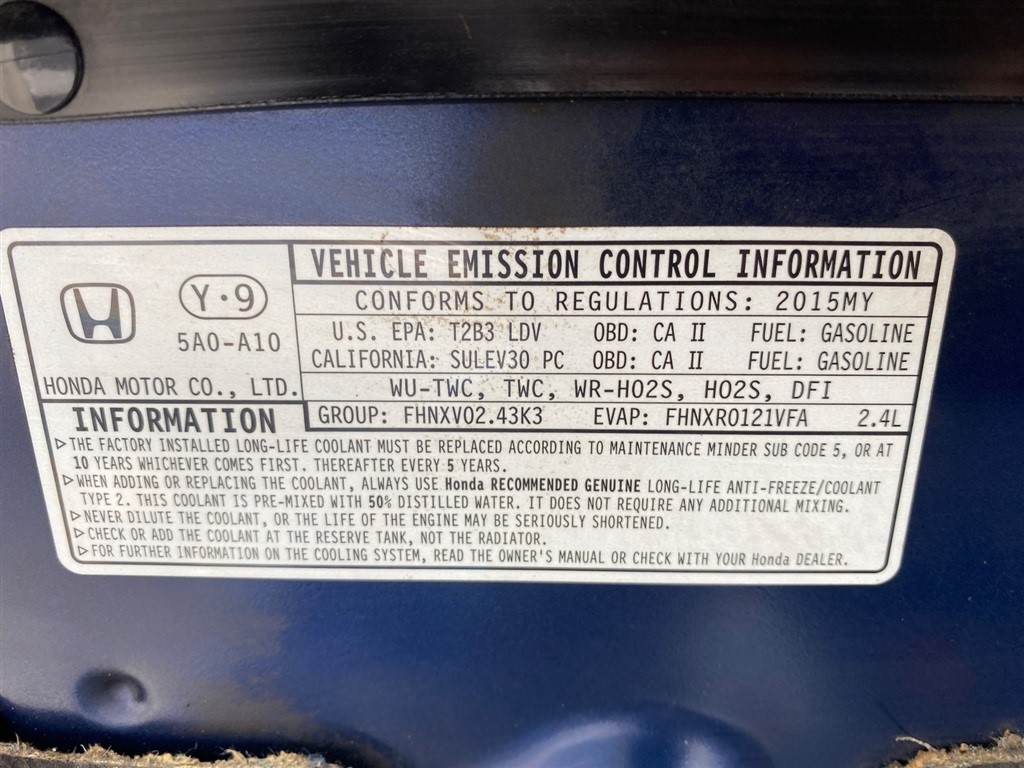 VEHICLE EMISSION CONTROL INFORMATION
Y·9
5A0-A10
HONDA MOTOR CO., LTD.
CONFORMS TO REGULATIONS: 2015MY
U.S. EPA: T2B3 LDV OBD: CA II FUEL: GASOLINE
CALIFORNIA: SULEV30 PC OBD: CA II FUEL: GASOLINE
WU-TWC, TWC, WR-HO2S, HO2S, DFI
GROUP: FHNXV02.43K3 EVAP: FHNXR0121VFA 2.4L
INFORMATION
▷THE FACTORY INSTALLED LONG-LIFE COOLANT MUST BE REPLACED ACCORDING TO MAINTENANCE MINDER SUB CODE 5, OR AT
10 YEARS WHICHEVER COMES FIRST. THEREAFTER EVERY 5 YEARS.
▷WHEN ADDING OR REPLACING THE COOLANT, ALWAYS USE Honda RECOMMENDED GENUINE LONG-LIFE ANTI-FREEZE/COOLANT
TYPE 2. THIS COOLANT IS PRE-MIXED WITH 50% DISTILLED WATER. IT DOES NOT REQUIRE ANY ADDITIONAL MIXING.
▷NEVER DILUTE THE COOLANT, OR THE LIFE OF THE ENGINE MAY BE SERIOUSLY SHORTENED.
▷CHECK OR ADD THE COOLANT AT THE RESERVE TANK, NOT THE RADIATOR.
▷FOR FURTHER INFORMATION ON THE COOLING SYSTEM, READ THE OWNER'S MANUAL OR CHECK WITH YOUR Honda DEALER.